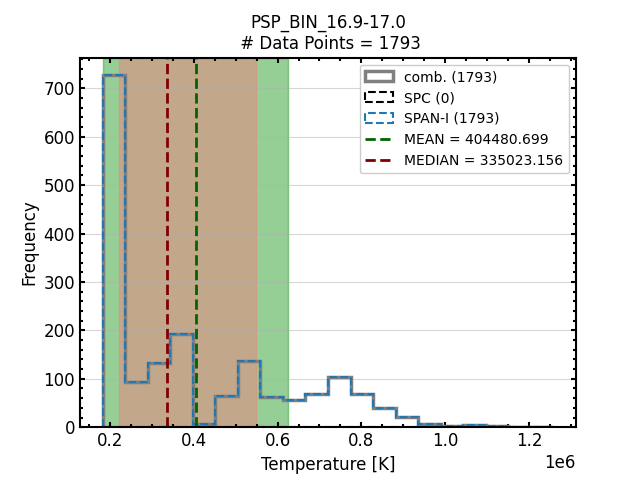 PSP_BIN_16.9-17.0
# Data Points = 1793
comb. (1793)
SPC (0)
SPAN-I (1793)
MEAN = 404480.699
MEDIAN = 335023.156
Frequency
700
600
500
400
300
200
100
0
0.2 0.4 0.6 0.8 1.0 1.2
1e6
Temperature [K]